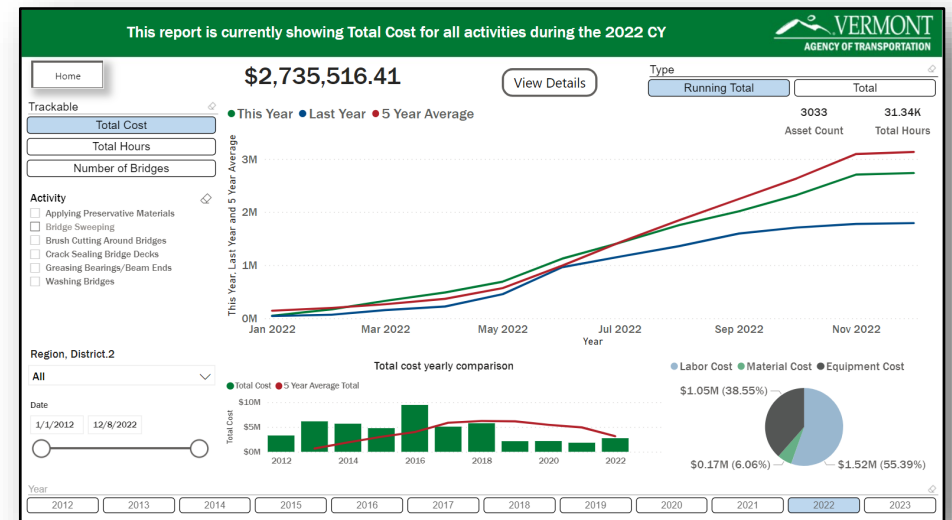 This report is currently showing Total Cost for all activities during the 2022 CY
VERMONT
AGENCY OF TRANSPORTATION
Home
$2,735,516.41
View Details
Type
Running Total
Total
Trackable
Total Cost
Total Hours
Number of Bridges
This Year Last Year 5 Year Average
3033
Asset Count
31.34K
Total Hours
Activity
Applying Preservative Materials
Bridge Sweeping
Brush Cutting Around Bridges
Crack Sealing Bridge Decks
Greasing Bearings/Beam Ends
Washing Bridges
This Year, Last Year and 5 Year Average
3M
2M
1M
0M
Jan 2022 Mar 2022 May 2022 Jul 2022 Sep 2022 Nov 2022
Year
Region, District.2
All
Date
1/1/2012 12/8/2022
Total cost yearly comparison
Total Cost 5 Year Average Total
Total Cost
$10M
$5M
$0M
2012 2014 2016 2018 2020 2022
Labor Cost Material Cost Equipment Cost
$1.05M (38.55%)
$0.17M (6.06%)
$1.52M (55.39%)
Year
2012 2013 2014 2015 2016 2017 2018 2019 2020 2021 2022 2023